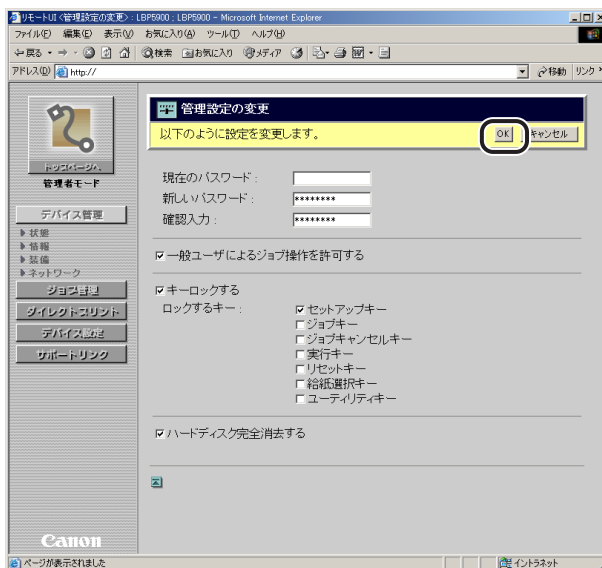 リモートUI <管理設定の変更> : LBP5900 ; LBP5900 - Microsoft Internet Explorer
ファイル(F) 編集(E) 表示(V) お気に入り(A) ツール(T) ヘルプ(H)
戻る 検索 お気に入り メディア
アドレス(D) http:// 移動 リンク
管理設定の変更
以下のように設定を変更します。 OK キャンセル
トップページへ
管理者モード
デバイス管理
状態
情報
装備
ネットワーク
ジョブ管理
ダイレクトプリント
デバイス設定
サポートリンク
現在のパスワード :
新しいパスワード : ********
確認入力 : ********
一般ユーザによるジョブ操作を許可する
キーロックする
ロックするキー : セットアップキー
ジョブキー
ジョブキャンセルキー
実行キー
リセットキー
給紙選択キー
ユーティリティキー
ハードディスク完全消去する
Canon
ページが表示されました イントラネット